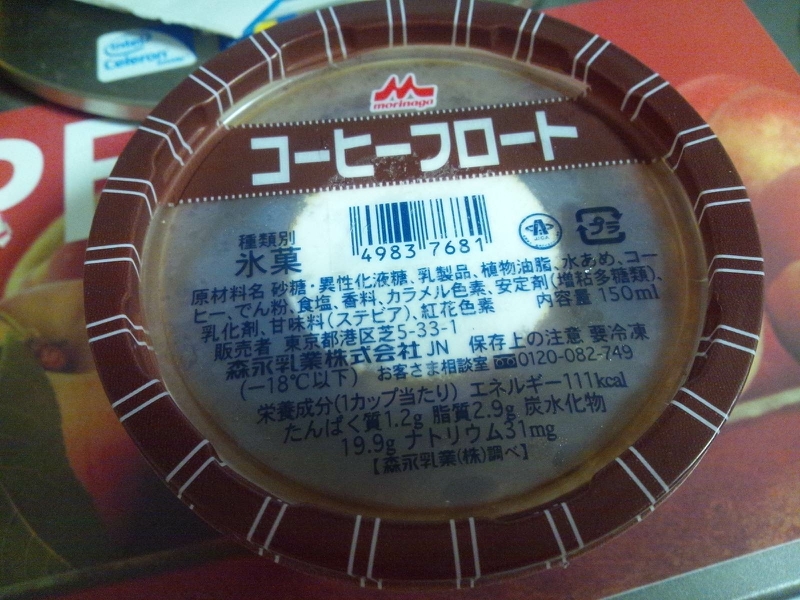 intel
Celeron
morinaga
コーヒーフロート
種類別
氷菓
4983 7681
プラ
原材料名 砂糖・異性化液糖、乳製品、植物油脂、水あめ、コー
ヒー、でん粉、食塩、香料、カラメル色素、安定剤(増粘多糖類)、
乳化剤、甘味料(ステビア)、紅花色素 内容量 150ml
販売者 東京都港区芝5-33-1
森永乳業株式会社 JN 保存上の注意 要冷凍
(−18℃以下) お客さま相談室 0120-082-749
栄養成分(1カップ当たり) エネルギー111kcal
たんぱく質1.2g 脂質2.9g 炭水化物
19.9g ナトリウム31mg
【森永乳業(株)調べ】